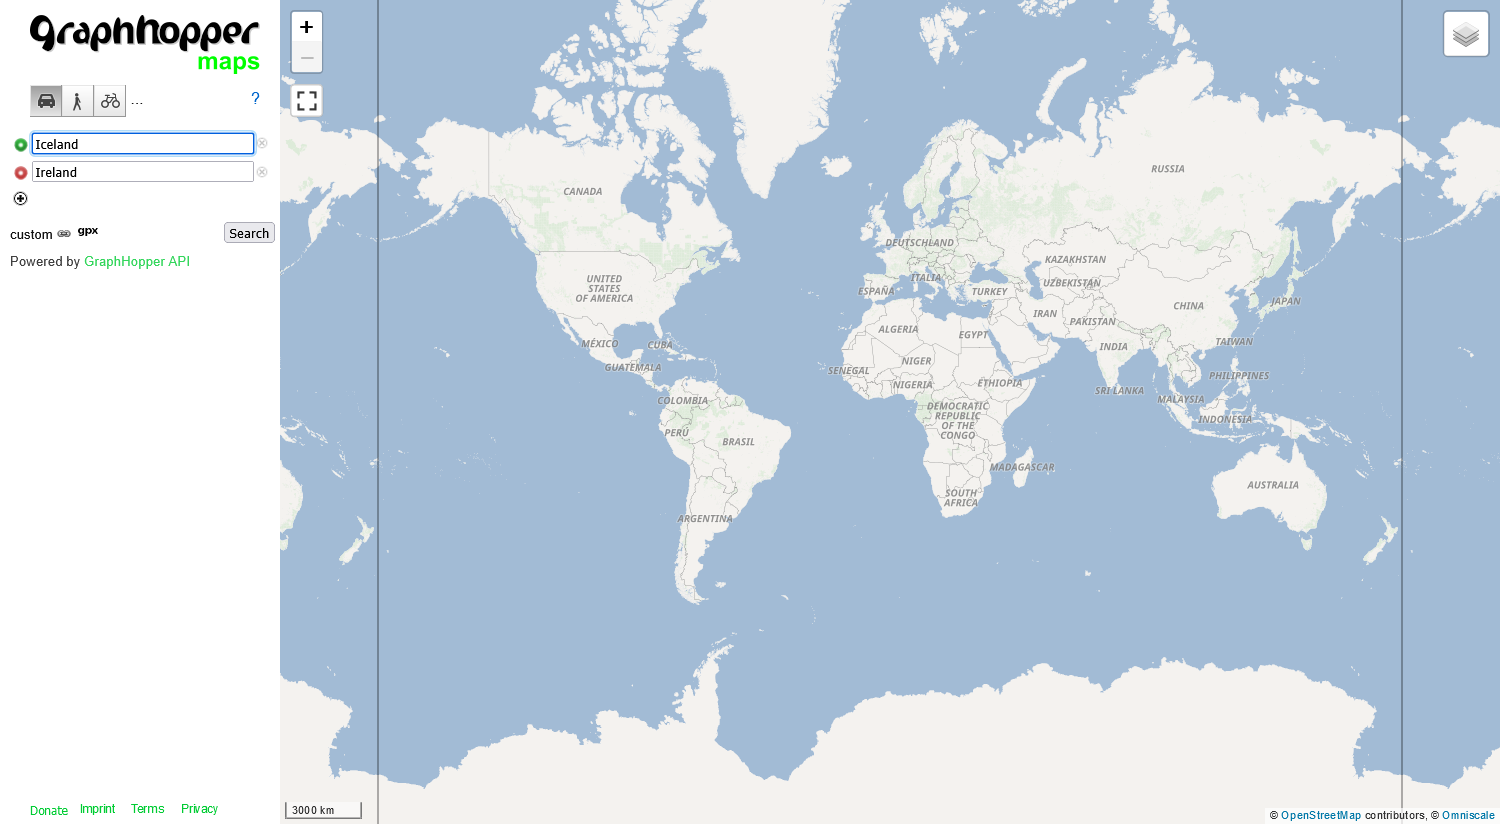 graphhopper
maps
...
?
Iceland
Ireland
custom
gpx
Search
Powered by GraphHopper API
Donate
Imprint
Terms
Privacy
+
−
RUSSIA
CANADA
DEUTSCHLAND
KAZAKHSTAN
ITALIA
UNITED
STATES
OF AMERICA
UZBEKISTAN
ESPAÑA
TURKEY
JAPAN
CHINA
IRAN
PAKISTAN
ALGERIA
EGYPT
MÉXICO
CUBA
INDIA
TAIWAN
NIGER
GUATEMALA
SENEGAL
PHILIPPINES
NIGERIA
ETHIOPIA
SRI LANKA
COLOMBIA
MALAYSIA
DEMOCRATIC
REPUBLIC
OF THE
CONGO
INDONESIA
PERÚ
BRASIL
MADAGASCAR
AUSTRALIA
SOUTH
AFRICA
ARGENTINA
3000 km
© OpenStreetMap contributors, © Omniscale